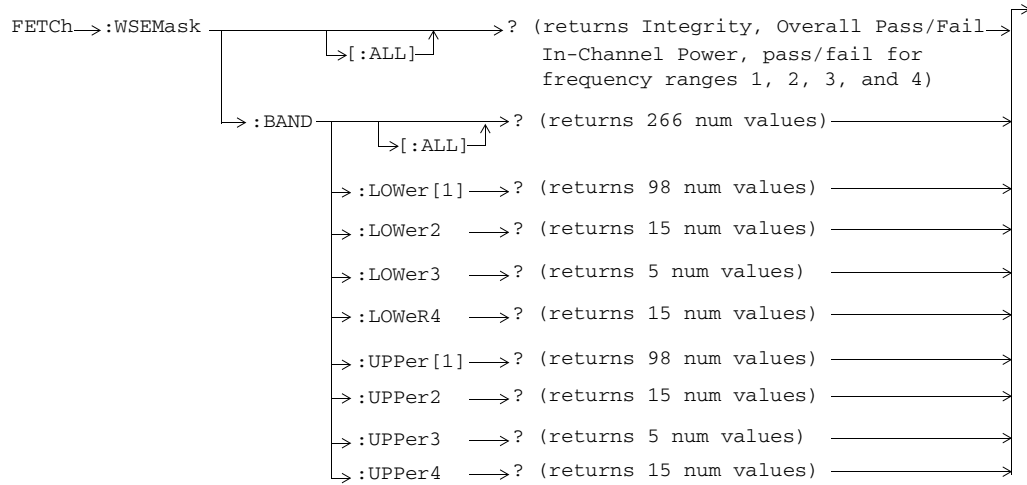 FETCh :WSEMask ? (returns Integrity, Overall Pass/Fail
[:ALL] In-Channel Power, pass/fail for
frequency ranges 1, 2, 3, and 4)
:BAND ? (returns 266 num values)
[:ALL]
:LOWer[1] ? (returns 98 num values)
:LOWer2 ? (returns 15 num values)
:LOWer3 ? (returns 5 num values)
:LOWeR4 ? (returns 15 num values)
:UPPer[1] ? (returns 98 num values)
:UPPer2 ? (returns 15 num values)
:UPPer3 ? (returns 5 num values)
:UPPer4 ? (returns 15 num values)